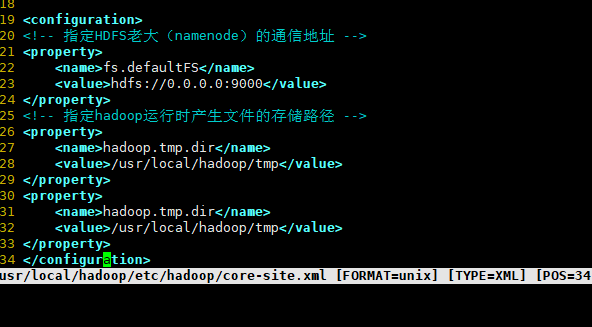 18
19 <configuration>
20 <!-- 指定HDFS老大（namenode）的通信地址 -->
21 <property>
22     <name>fs.defaultFS</name>
23     <value>hdfs://0.0.0.0:9000</value>
24 </property>
25 <!-- 指定hadoop运行时产生文件的存储路径 -->
26 <property>
27     <name>hadoop.tmp.dir</name>
28     <value>/usr/local/hadoop/tmp</value>
29 </property>
30 <property>
31     <name>hadoop.tmp.dir</name>
32     <value>/usr/local/hadoop/tmp</value>
33 </property>
34 </configuration>
usr/local/hadoop/etc/hadoop/core-site.xml [FORMAT=unix] [TYPE=XML] [POS=34